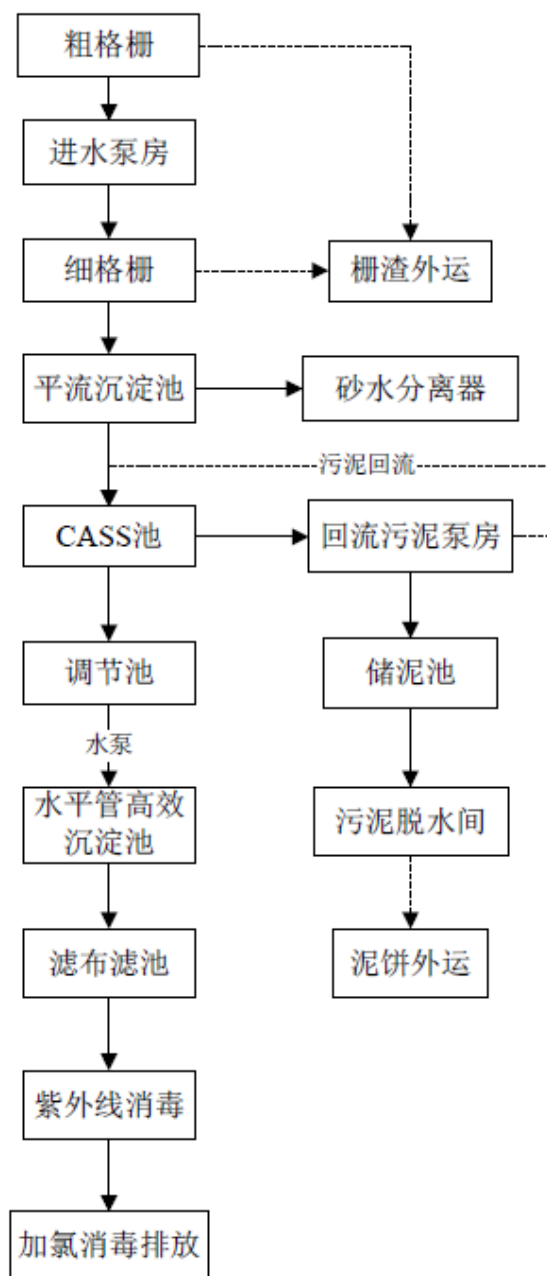 粗格栅
进水泵房
细格栅
栅渣外运
平流沉淀池
砂水分离器
污泥回流
CASS池
回流污泥泵房
调节池
储泥池
水泵
水平管高效
沉淀池
污泥脱水间
滤布滤池
泥饼外运
紫外线消毒
加氯消毒排放